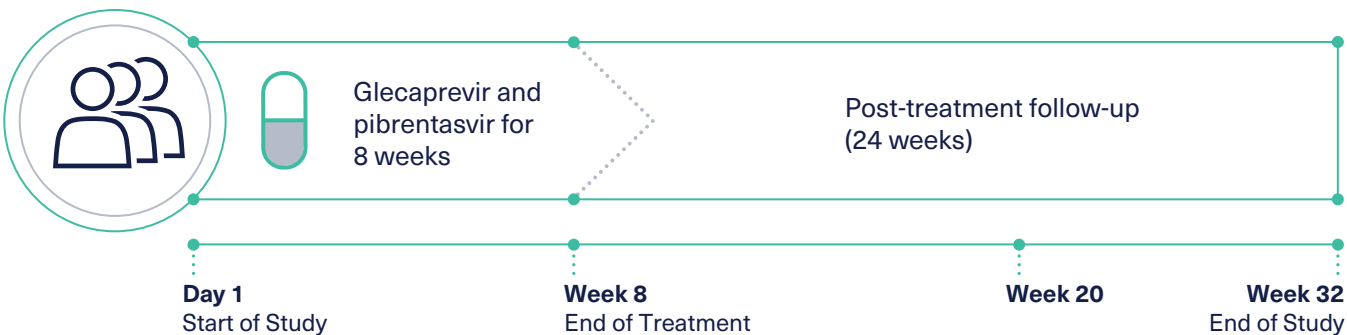 Glecaprevir and
pibrentasvir for
8 weeks
Post-treatment follow-up
(24 weeks)
Day 1
Start of Study
Week 8
End of Treatment
Week 20
Week 32
End of Study